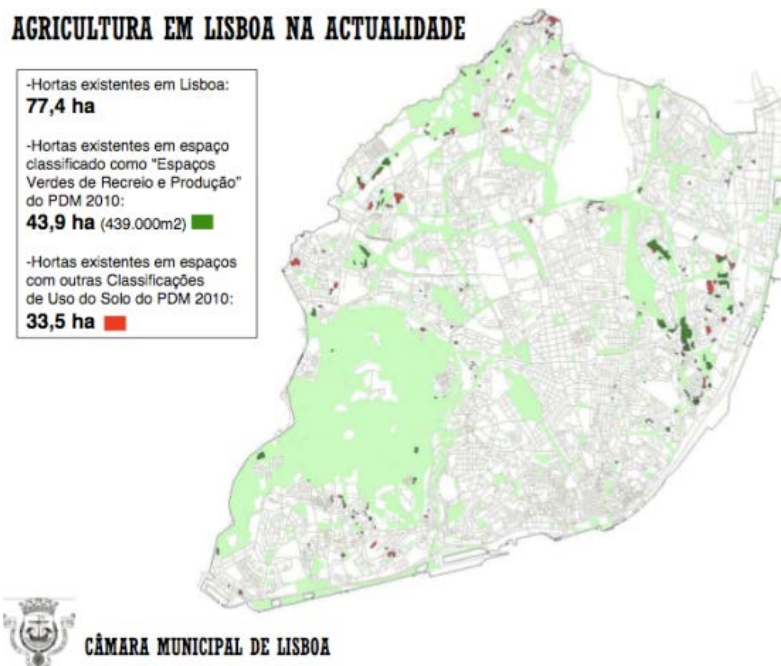 AGRICULTURA EM LISBOA NA ACTUALIDADE
-Hortas existentes em Lisboa:
77,4 ha
-Hortas existentes em espaço
classificado como "Espaços
Verdes de Recreio e Produção"
do PDM 2010:
43,9 ha (439.000m2)
-Hortas existentes em espaços
com outras Classificações
de Uso do Solo do PDM 2010:
33,5 ha
CÂMARA MUNICIPAL DE LISBOA